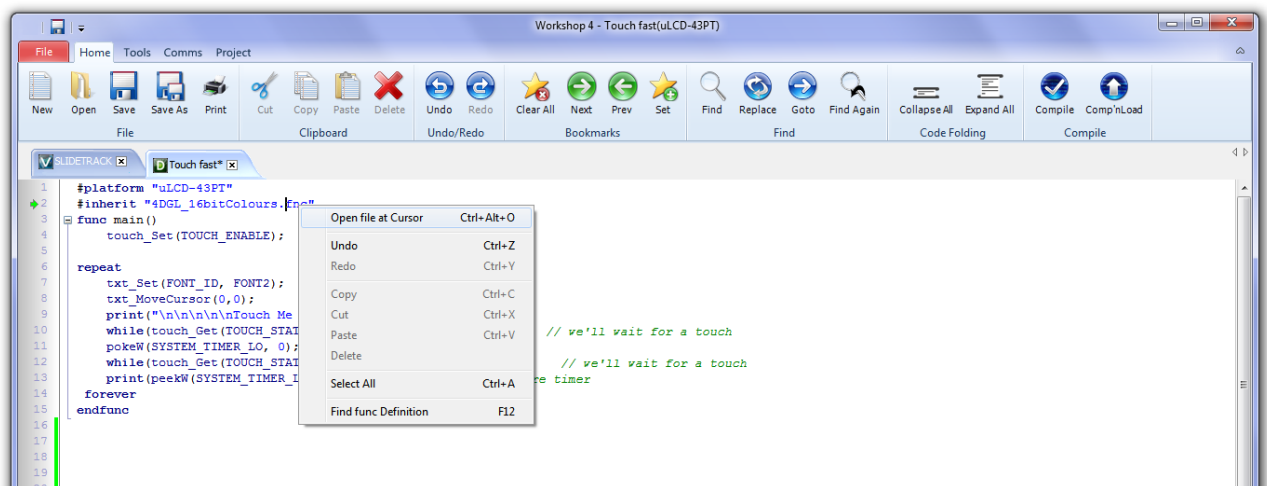 Workshop 4 - Touch fast(uLCD-43PT)
File Home Tools Comms Project
New Open Save Save As Print Cut Copy Paste Delete Undo Redo Clear All Next Prev Set Find Replace Goto Find Again Collapse All Expand All Compile Comp'nLoad
File Clipboard Undo/Redo Bookmarks Find Code Folding Compile
SLIDETRACK Touch fast*
1 #platform "uLCD-43PT"
2 #inherit "4DGL_16bitColours.fnc"
3 func main()
4 touch_Set(TOUCH_ENABLE);
5
6 repeat
7 txt_Set(FONT_ID, FONT2);
8 txt_MoveCursor(0,0);
9 print("\n\n\n\n\nTouch Me
10 while(touch_Get(TOUCH_STAT // we'll wait for a touch
11 pokeW(SYSTEM_TIMER_LO, 0);
12 while(touch_Get(TOUCH_STAT // we'll wait for a touch
13 print(peekW(SYSTEM_TIMER_L re timer
14 forever
15 endfunc
16
17
18
19
Open file at Cursor Ctrl+Alt+O
Undo Ctrl+Z
Redo Ctrl+Y
Copy Ctrl+C
Cut Ctrl+X
Paste Ctrl+V
Delete
Select All Ctrl+A
Find func Definition F12